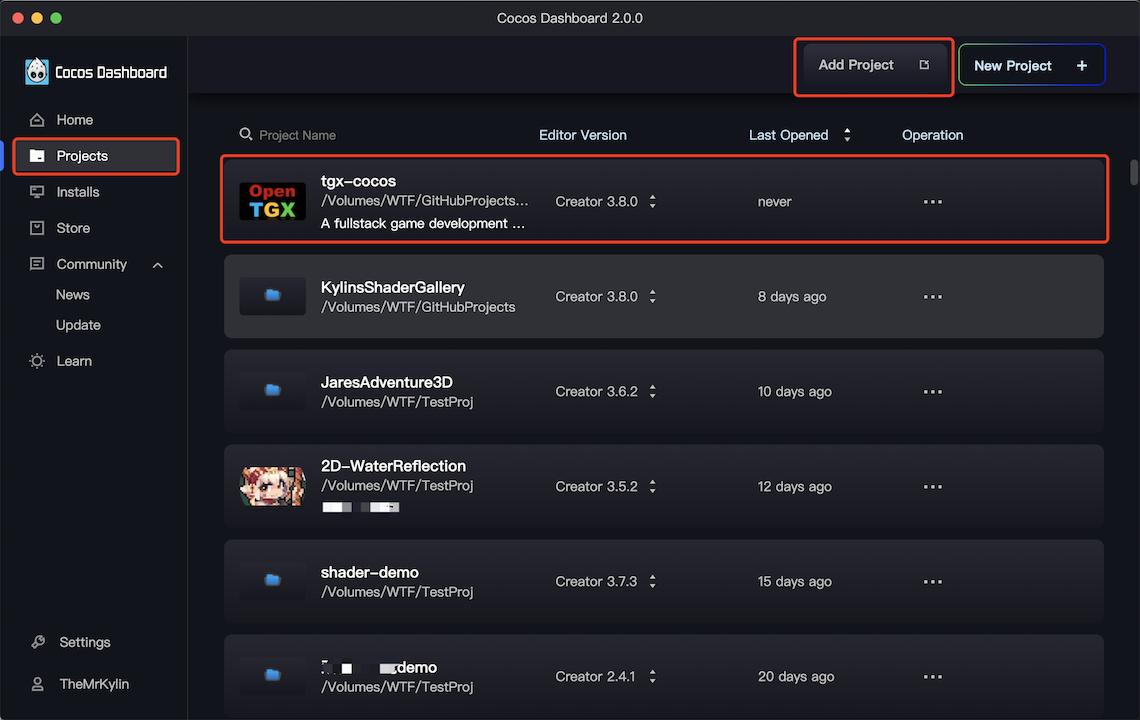 Cocos Dashboard 2.0.0
Cocos Dashboard
Add Project
New Project +
Home
Projects
Installs
Store
Community
News
Update
Learn
Settings
TheMrKylin
Project Name Editor Version Last Opened Operation
Open
TGX
tgx-cocos
/Volumes/WTF/GitHubProjects...
A fullstack game development ...
Creator 3.8.0 never ...
KylinsShaderGallery
/Volumes/WTF/GitHubProjects
Creator 3.8.0 8 days ago ...
JaresAdventure3D
/Volumes/WTF/TestProj
Creator 3.6.2 10 days ago ...
2D-WaterReflection
/Volumes/WTF/TestProj
Creator 3.5.2 12 days ago ...
shader-demo
/Volumes/WTF/TestProj
Creator 3.7.3 15 days ago ...
demo
/Volumes/WTF/TestProj
Creator 2.4.1 20 days ago ...